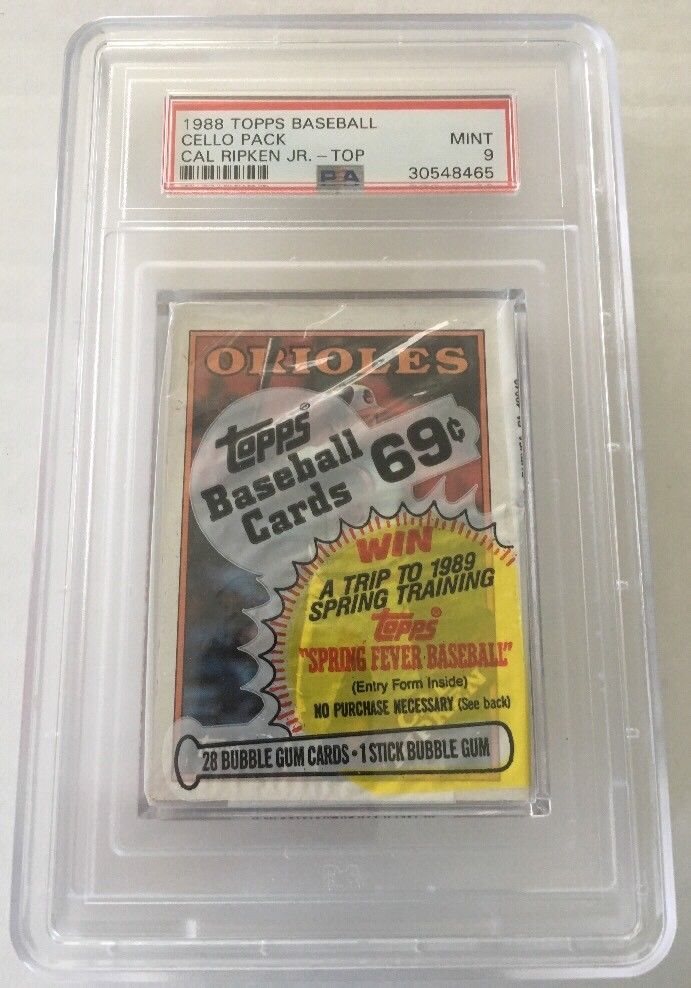 1988 TOPPS BASEBALL
CELLO PACK MINT
CAL RIPKEN JR. – TOP 9
PSA 30548465
ORIOLES
topps®
Baseball
Cards 69¢
WIN
A TRIP TO 1989
SPRING TRAINING
topps®
"SPRING FEVER BASEBALL"
(Entry Form Inside)
NO PURCHASE NECESSARY (See back)
28 BUBBLE GUM CARDS • 1 STICK BUBBLE GUM